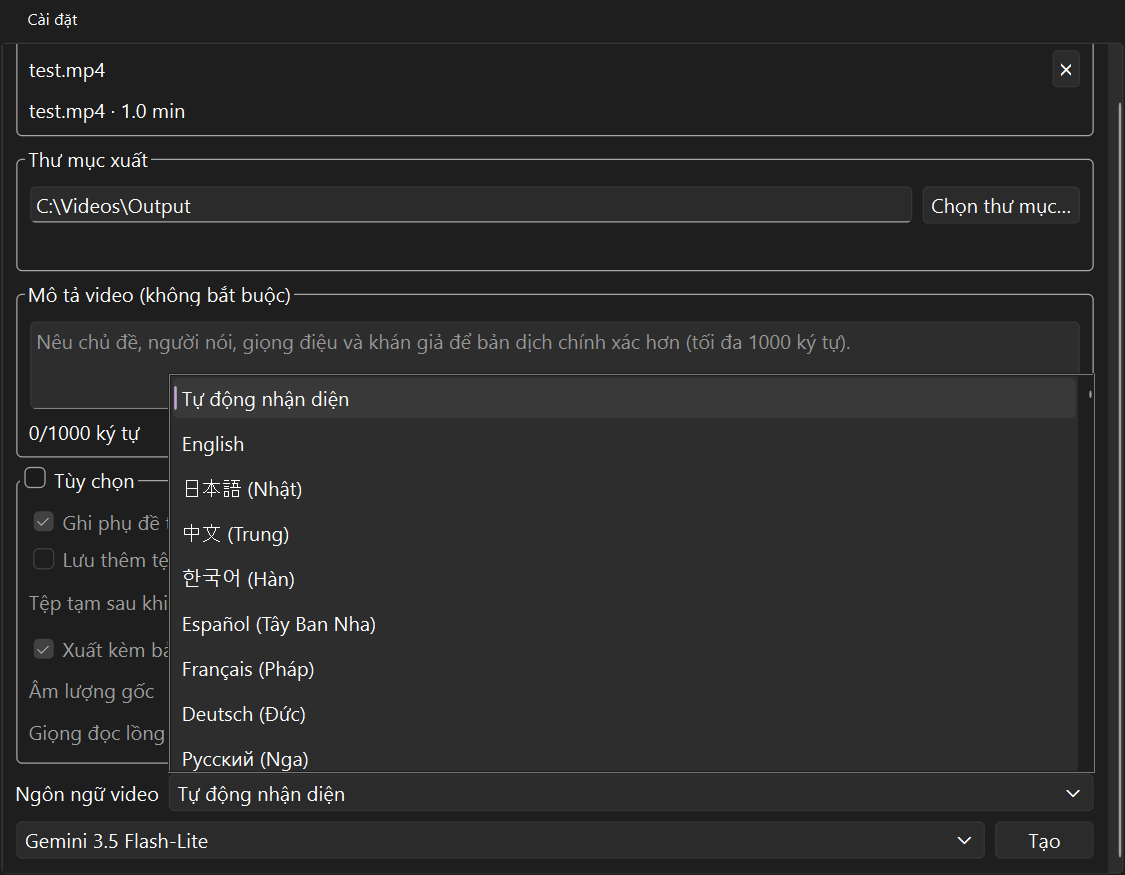 Cài đặt
test.mp4
test.mp4 · 1.0 min
Thư mục xuất
C:\Videos\Output
Chọn thư mục...
Mô tả video (không bắt buộc)
Nêu chủ đề, người nói, giọng điệu và khán giả để bản dịch chính xác hơn (tối đa 1000 ký tự).
0/1000 ký tự
Tự động nhận diện
English
日本語 (Nhật)
中文 (Trung)
한국어 (Hàn)
Español (Tây Ban Nha)
Français (Pháp)
Deutsch (Đức)
Русский (Nga)
Tùy chọn
Ghi phụ đề
Lưu thêm tệ
Tệp tạm sau khi
Xuất kèm
Âm lượng gốc
Giọng đọc lồng
Ngôn ngữ video
Tự động nhận diện
Gemini 3.5 Flash-Lite
Tạo